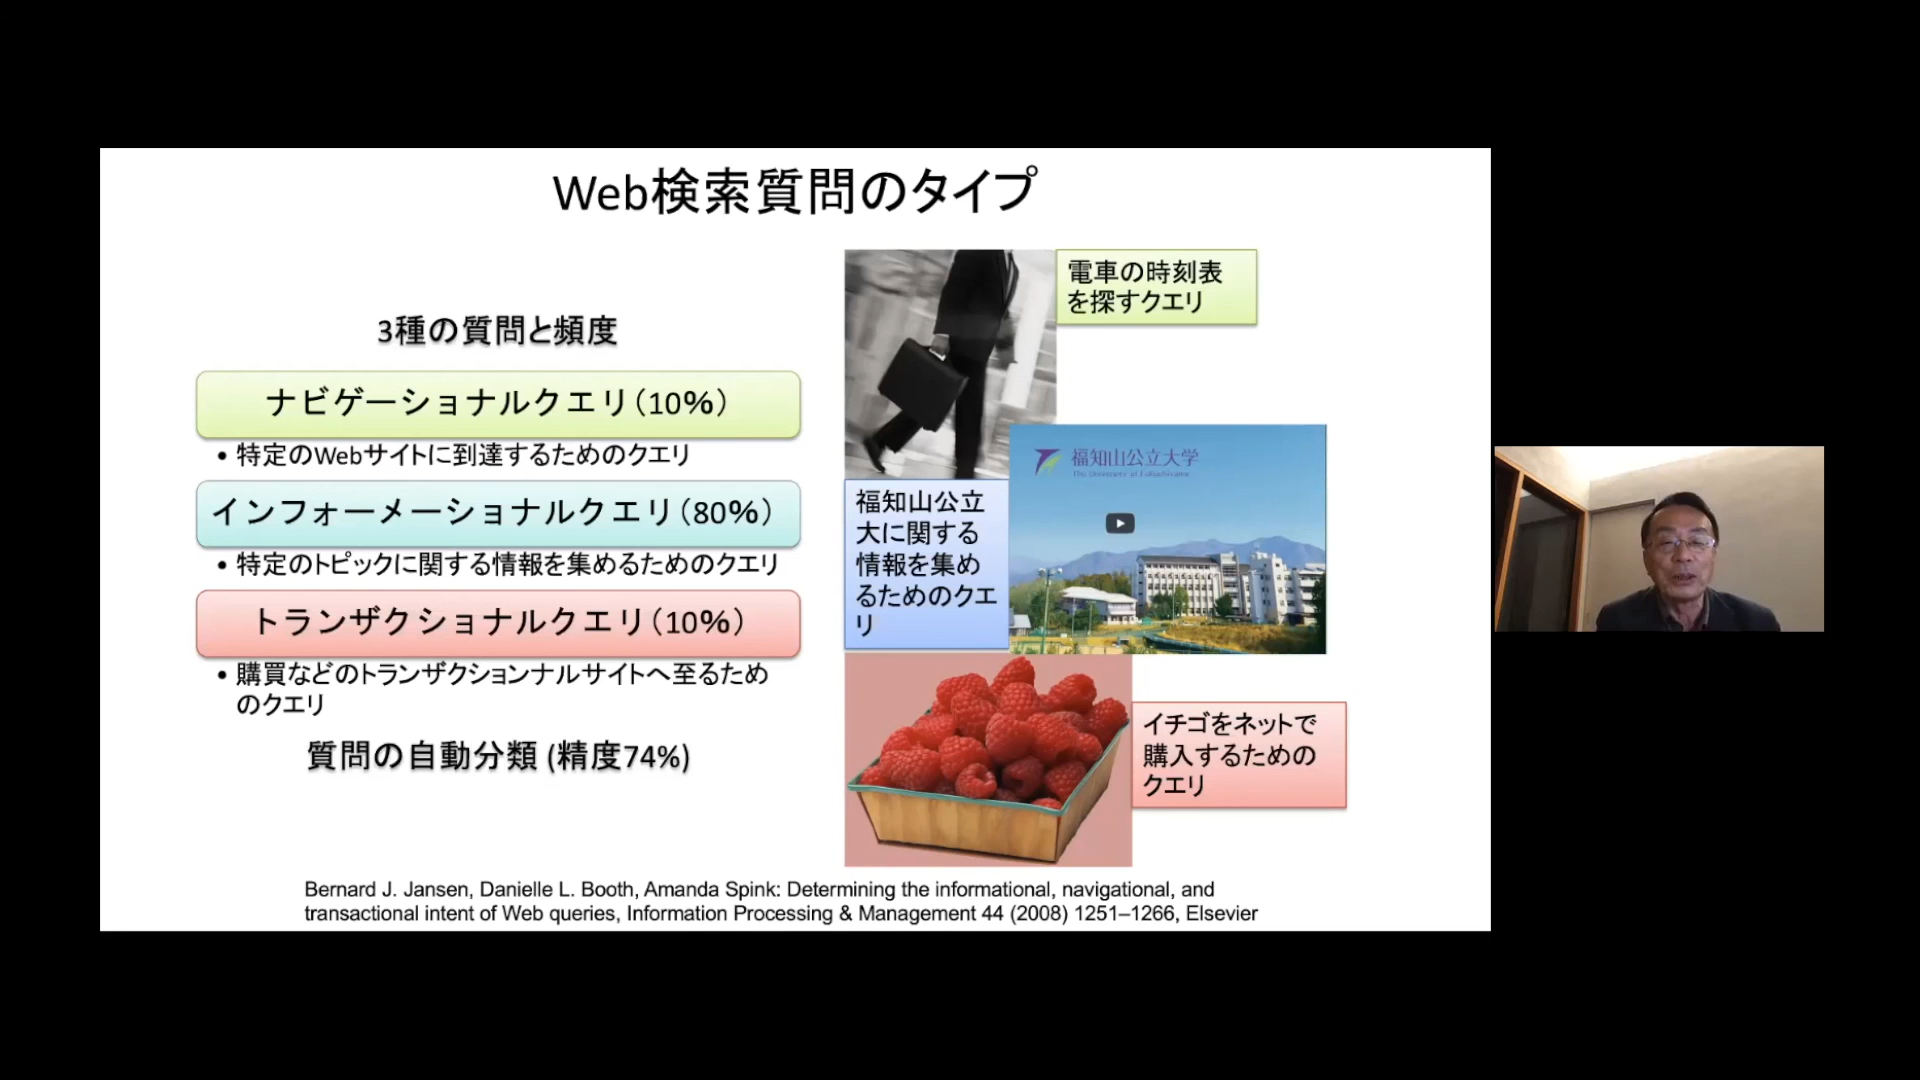 Web検索質問のタイプ
3種の質問と頻度
ナビゲーショナルクエリ(10%)
• 特定のWebサイトに到達するためのクエリ
インフォーメーショナルクエリ(80%)
• 特定のトピックに関する情報を集めるためのクエリ
トランザクショナルクエリ(10%)
• 購買などのトランザクションナルサイトへ至るため
のクエリ
質問の自動分類 (精度74%)
電車の時刻表
を探すクエリ
福知山公立大学
The University of Fukuchiyama
福知山公立
大に関する
情報を集め
るためのクエ
リ
イチゴをネットで
購入するための
クエリ
Bernard J. Jansen, Danielle L. Booth, Amanda Spink: Determining the informational, navigational, and
transactional intent of Web queries, Information Processing & Management 44 (2008) 1251–1266, Elsevier